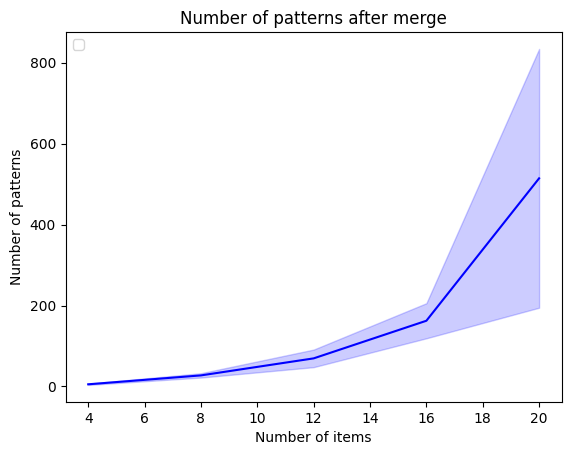 Number of patterns after merge
800
600
400
200
0
Number of patterns
4 6 8 10 12 14 16 18 20
Number of items